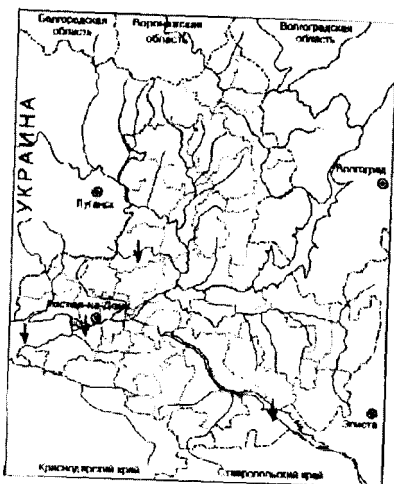 Белгородская
область
Воронежская
область
Волгоградская
область
УКРАИНА
Волгоград
Луганск
Ростов-на-Дону
Элиста
Краснодарский край
Ставропольский край